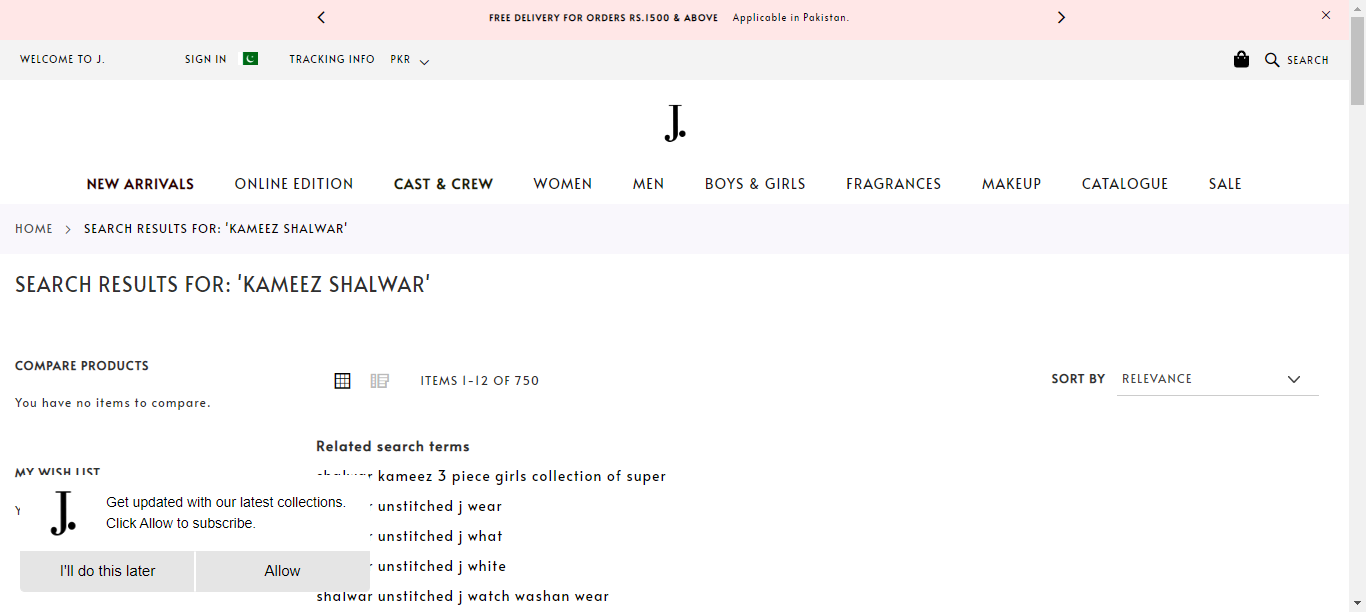 FREE DELIVERY FOR ORDERS RS.1500 & ABOVE Applicable in Pakistan.
WELCOME TO J. SIGN IN TRACKING INFO PKR SEARCH
J.
NEW ARRIVALS ONLINE EDITION CAST & CREW WOMEN MEN BOYS & GIRLS FRAGRANCES MAKEUP CATALOGUE SALE
HOME > SEARCH RESULTS FOR: 'KAMEEZ SHALWAR'
SEARCH RESULTS FOR: 'KAMEEZ SHALWAR'
COMPARE PRODUCTS
You have no items to compare.
MY WISH LIST
ITEMS 1-12 OF 750
SORT BY RELEVANCE
Related search terms
shalwar kameez 3 piece girls collection of super
unstitched j wear
unstitched j what
unstitched j white
shalwar unstitched j watch washan wear
J.
Get updated with our latest collections.
Click Allow to subscribe.
I'll do this later Allow